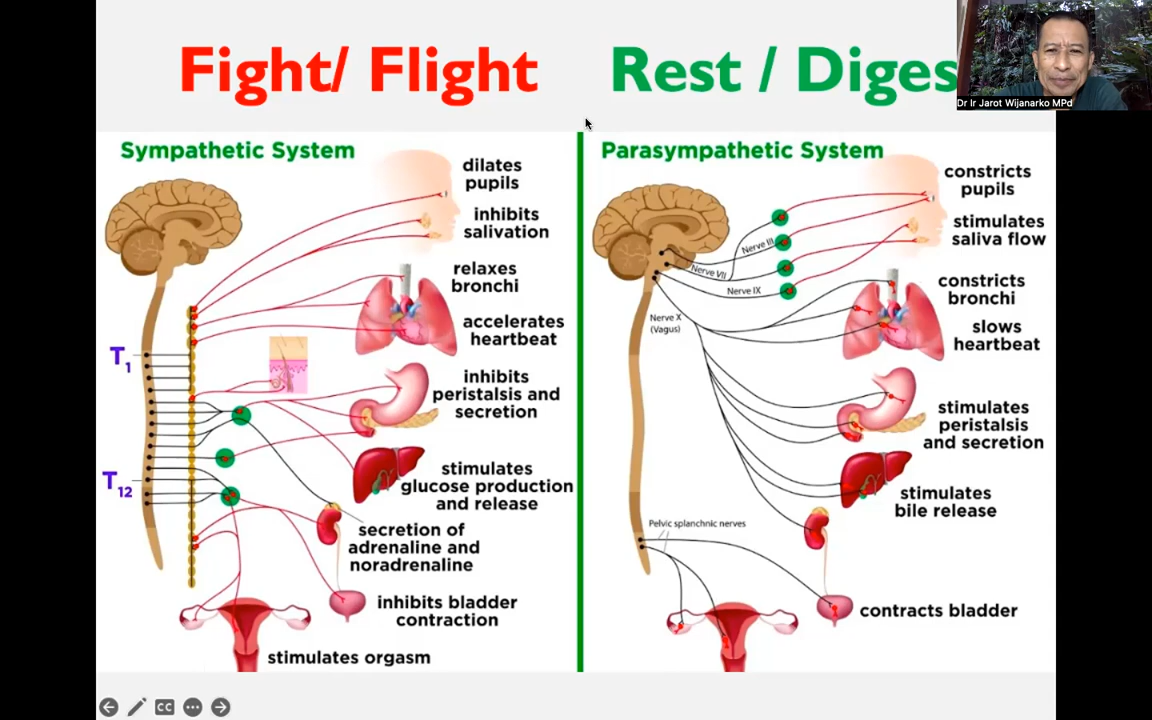 Fight/ Flight
Rest / Diges
Dr Ir Jarot Wijanarko MPd
Sympathetic System
dilates
pupils
inhibits
salivation
relaxes
bronchi
accelerates
heartbeat
inhibits
peristalsis and
secretion
stimulates
glucose production
and release
secretion of
adrenaline and
noradrenaline
inhibits bladder
contraction
stimulates orgasm
T1
T12
Parasympathetic System
constricts
pupils
stimulates
saliva flow
constricts
bronchi
slows
heartbeat
stimulates
peristalsis
and secretion
stimulates
bile release
contracts bladder
Nerve III
Nerve VII
Nerve IX
Nerve X
(Vagus)
Pelvic splanchnic nerves
CC